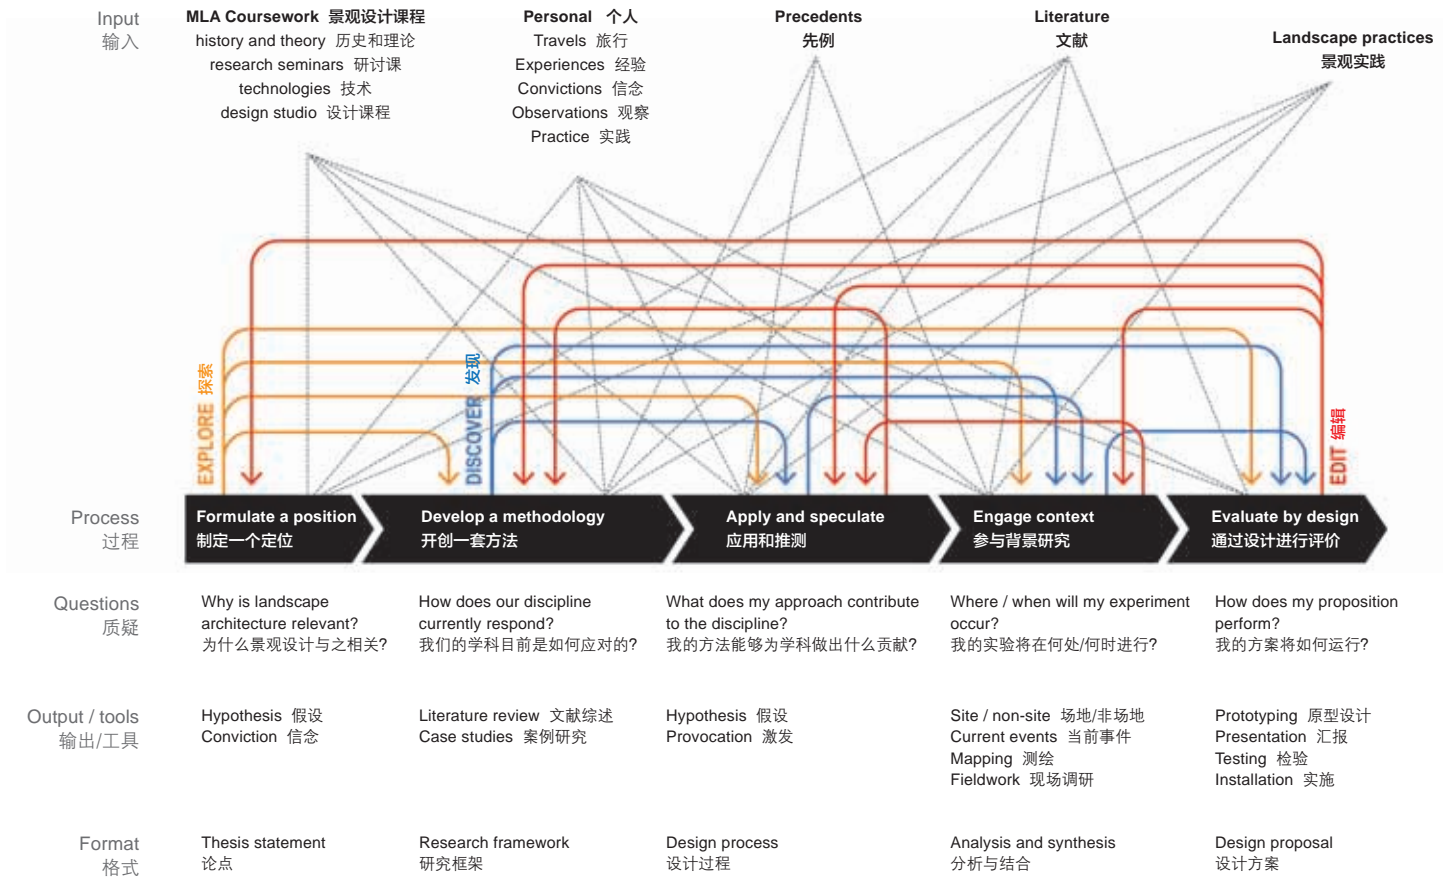 Input
输入
MLA Coursework 景观设计课程
history and theory 历史和理论
research seminars 研讨课
technologies 技术
design studio 设计课程
Personal 个人
Travels 旅行
Experiences 经验
Convictions 信念
Observations 观察
Practice 实践
Precedents
先例
Literature
文献
Landscape practices
景观实践
EXPLORE 探索
DISCOVER 发现
EDIT 编辑
Process
过程
Formulate a position
制定一个定位
Develop a methodology
开创一套方法
Apply and speculate
应用和推测
Engage context
参与背景研究
Evaluate by design
通过设计进行评价
Questions
质疑
Why is landscape
architecture relevant?
为什么景观设计与之相关?
How does our discipline
currently respond?
我们的学科目前是如何应对的?
What does my approach contribute
to the discipline?
我的方法能够为学科做出什么贡献?
Where / when will my experiment
occur?
我的实验将在何处/何时进行?
How does my proposition
perform?
我的方案将如何运行?
Output / tools
输出/工具
Hypothesis 假设
Conviction 信念
Literature review 文献综述
Case studies 案例研究
Hypothesis 假设
Provocation 激发
Site / non-site 场地/非场地
Current events 当前事件
Mapping 测绘
Fieldwork 现场调研
Prototyping 原型设计
Presentation 汇报
Testing 检验
Installation 实施
Format
格式
Thesis statement
论点
Research framework
研究框架
Design process
设计过程
Analysis and synthesis
分析与结合
Design proposal
设计方案